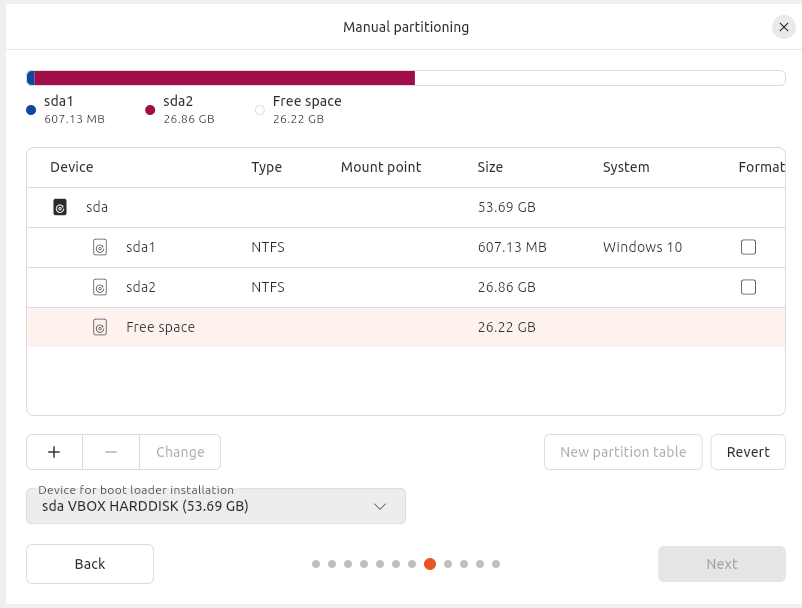 Manual partitioning
sda1
607.13 MB
sda2
26.86 GB
Free space
26.22 GB
Device Type Mount point Size System Format
sda 53.69 GB
sda1 NTFS 607.13 MB Windows 10
sda2 NTFS 26.86 GB
Free space 26.22 GB
+ − Change New partition table Revert
Device for boot loader installation
sda VBOX HARDDISK (53.69 GB)
Back Next